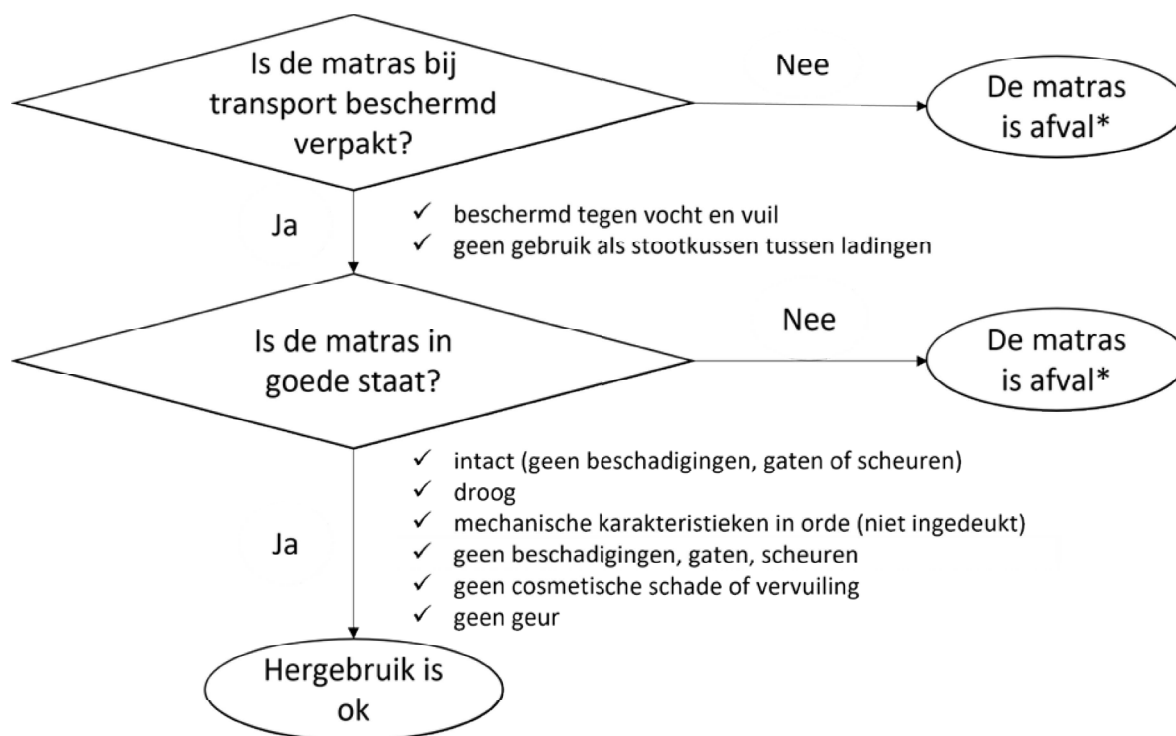 Is de matras bij
transport beschermd
verpakt?
Nee
De matras
is afval*
Ja
✓ beschermd tegen vocht en vuil
✓ geen gebruik als stootkussen tussen ladingen
Is de matras in
goede staat?
Nee
De matras
is afval*
Ja
✓ intact (geen beschadigingen, gaten of scheuren)
✓ droog
✓ mechanische karakteristieken in orde (niet ingedeukt)
✓ geen beschadigingen, gaten, scheuren
✓ geen cosmetische schade of vervuiling
✓ geen geur
Hergebruik is
ok